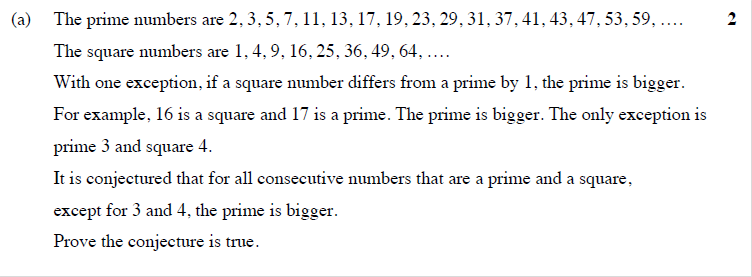 (a) The prime numbers are 2, 3, 5, 7, 11, 13, 17, 19, 23, 29, 31, 37, 41, 43, 47, 53, 59, .... 2
The square numbers are 1, 4, 9, 16, 25, 36, 49, 64, ....
With one exception, if a square number differs from a prime by 1, the prime is bigger.
For example, 16 is a square and 17 is a prime. The prime is bigger. The only exception is
prime 3 and square 4.
It is conjectured that for all consecutive numbers that are a prime and a square,
except for 3 and 4, the prime is bigger.
Prove the conjecture is true.